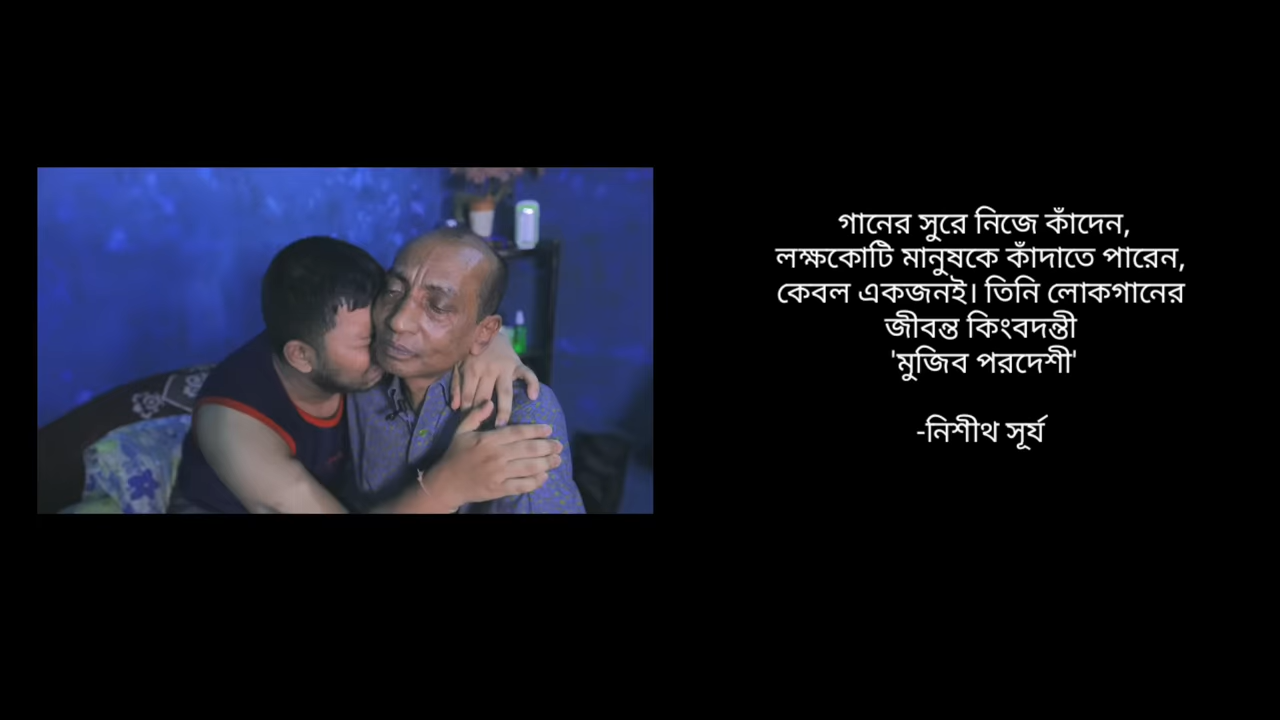 গানের সুরে নিজে কাঁদেন,
লক্ষকোটি মানুষকে কাঁদাতে পারেন,
কেবল একজনই। তিনি লোকগানের
জীবন্ত কিংবদন্তী
'মুজিব পরদেশী'
-নিশীথ সূর্য